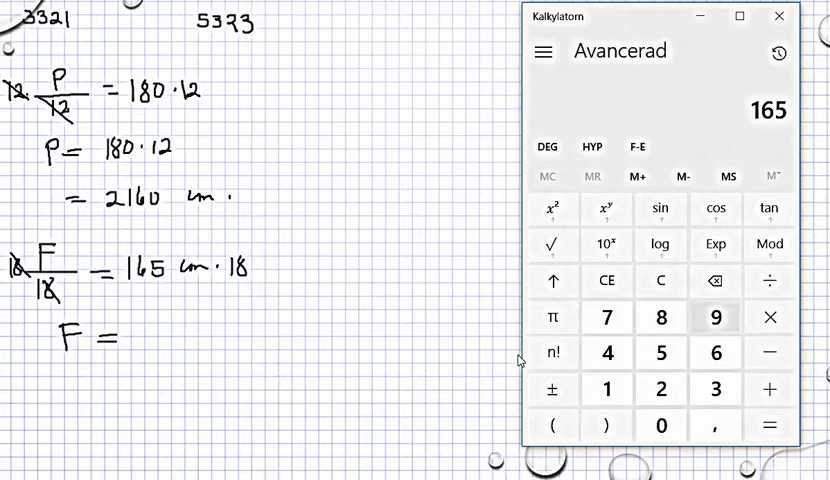 3321 5373
12 · P/12 = 180 · 12
P = 180 · 12
= 2160 cm .
18 F/18 = 165 cm · 18
F =
Kalkylatorn
Avancerad
165
DEG HYP F-E
MC MR M+ M- MS M˅
x² xʸ sin cos tan
√ 10ˣ log Exp Mod
↑ CE C ⌫ ÷
π 7 8 9 ×
n! 4 5 6 −
± 1 2 3 +
( ) 0 , =